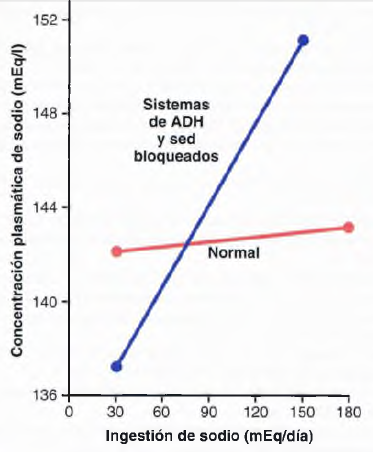 Concentración plasmática de sodio (mEq/l)
152
148
144
140
136
Sistemas
de ADH
y sed
bloqueados
Normal
0 30 60 90 120 150 180
Ingestión de sodio (mEq/día)